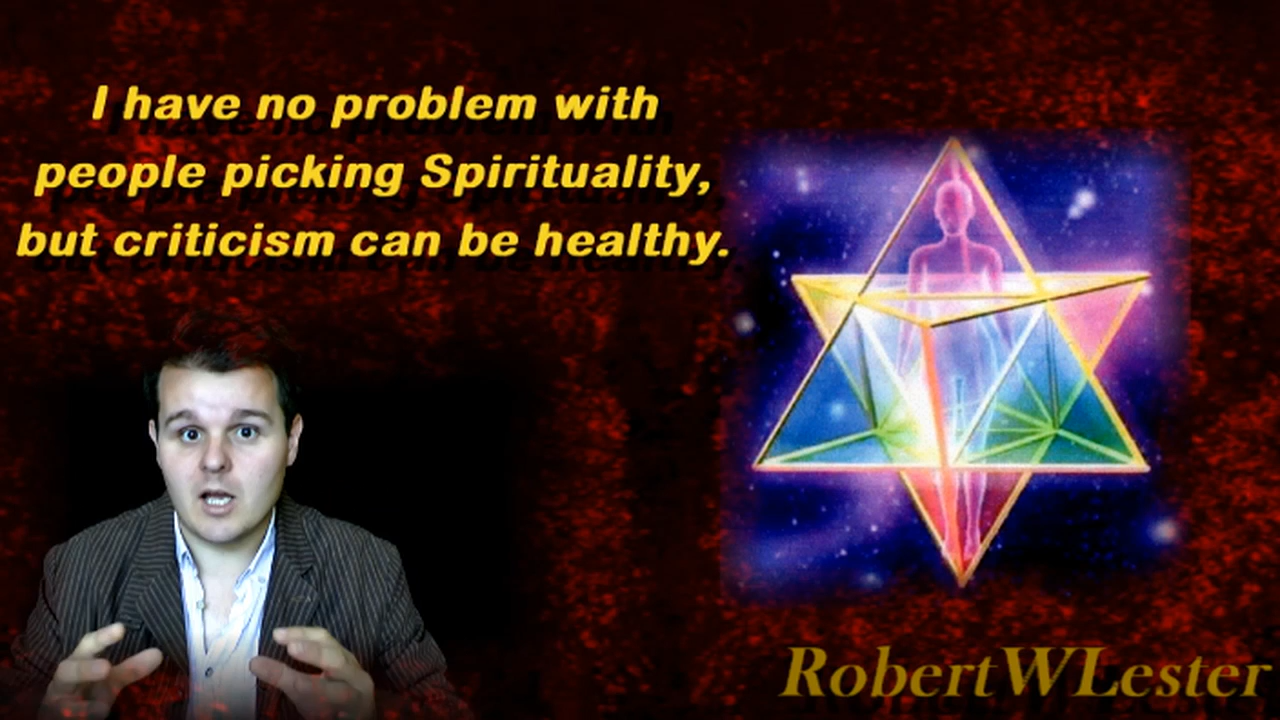 I have no problem with
people picking Spirituality,
but criticism can be healthy.
RobertWLester